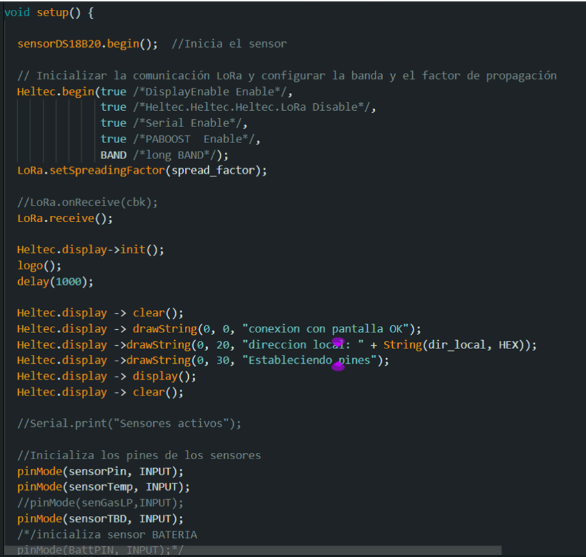 void setup() {
sensorDS18B20.begin();  //Inicia el sensor
// Inicializar la comunicación LoRa y configurar la banda y el factor de propagación
Heltec.begin(true /*DisplayEnable Enable*/,
true /*Heltec.Heltec.Heltec.LoRa Disable*/,
true /*Serial Enable*/,
true /*PABOOST  Enable*/,
BAND /*long BAND*/);
LoRa.setSpreadingFactor(spread_factor);
//LoRa.onReceive(cbk);
LoRa.receive();
Heltec.display->init();
logo();
delay(1000);
Heltec.display -> clear();
Heltec.display -> drawString(0, 0, "conexion con pantalla OK");
Heltec.display ->drawString(0, 20, "direccion local: " + String(dir_local, HEX));
Heltec.display ->drawString(0, 30, "Estableciendo pines");
Heltec.display -> display();
Heltec.display -> clear();
//Serial.print("Sensores activos");
//Inicializa los pines de los sensores
pinMode(sensorPin, INPUT);
pinMode(sensorTemp, INPUT);
//pinMode(senGasLP,INPUT);
pinMode(sensorTBD, INPUT);
/*/inicializa sensor BATERIA
pinMode(BattPIN, INPUT);*/